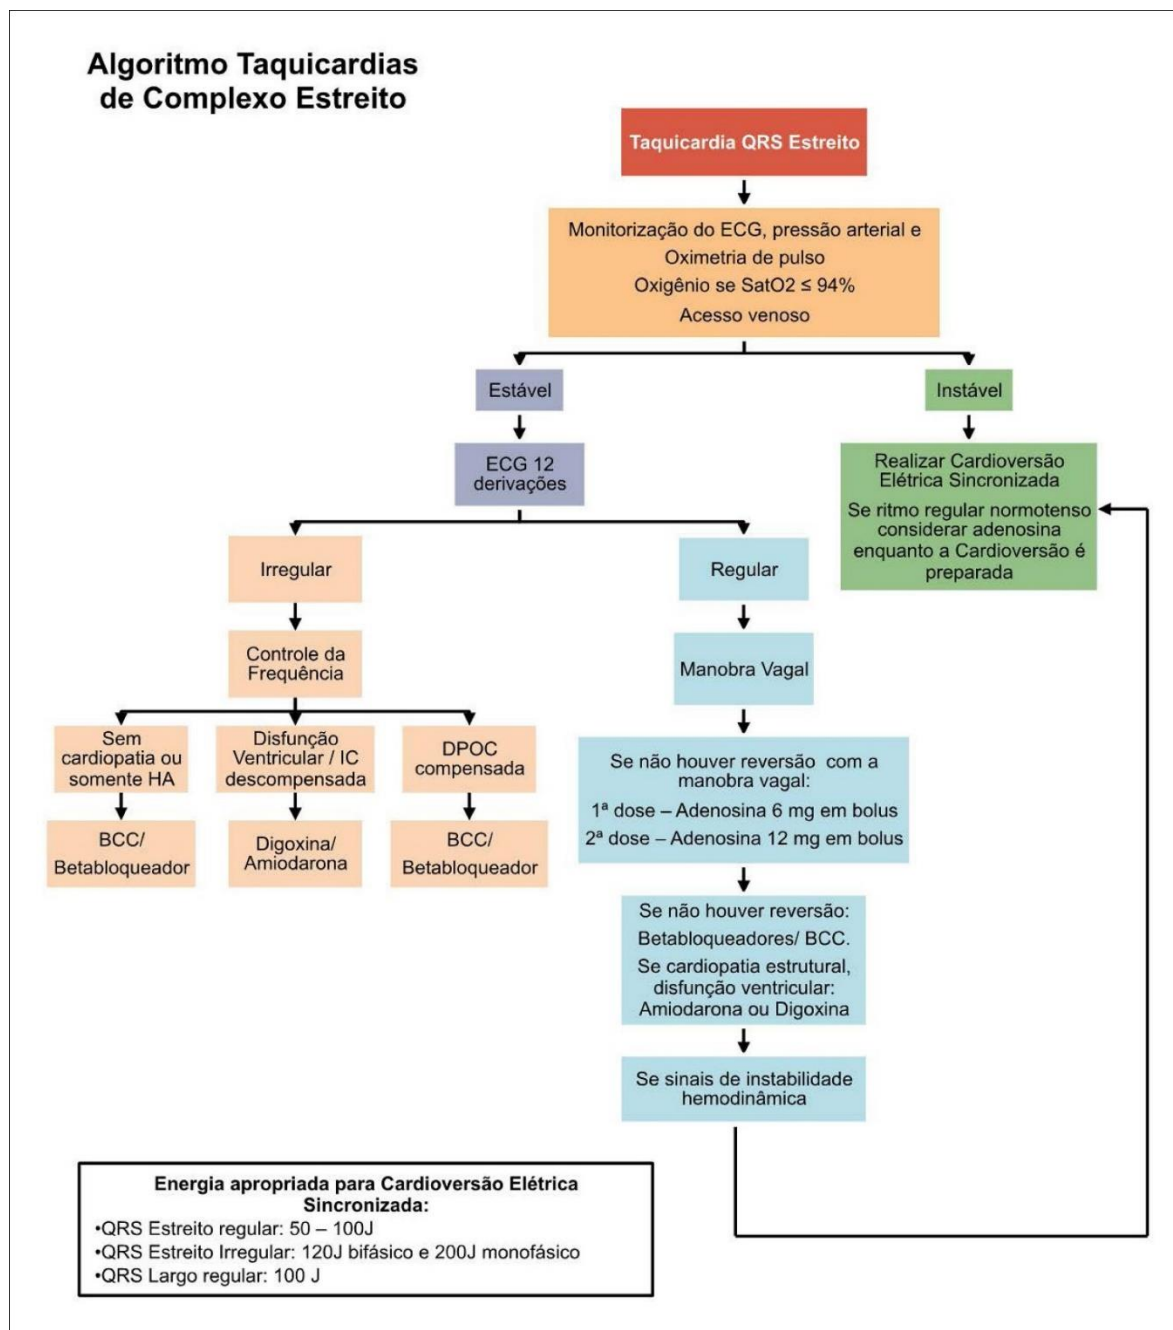 Algoritmo Taquicardias
de Complexo Estreito
Taquicardia QRS Estreito
Monitorização do ECG, pressão arterial e
Oximetria de pulso
Oxigênio se SatO2 ≤ 94%
Acesso venoso
Estável
Instável
ECG 12
derivações
Realizar Cardioversão
Elétrica Sincronizada
Se ritmo regular normotenso
considerar adenosina
enquanto a Cardioversão é
preparada
Irregular
Regular
Controle da
Frequência
Manobra Vagal
Sem
cardiopatia ou
somente HA
Disfunção
Ventricular / IC
descompensada
DPOC
compensada
BCC/
Betabloqueador
Digoxina/
Amiodarona
BCC/
Betabloqueador
Se não houver reversão com a
manobra vagal:
1ª dose – Adenosina 6 mg em bolus
2ª dose – Adenosina 12 mg em bolus
Se não houver reversão:
Betabloqueadores/ BCC.
Se cardiopatia estrutural,
disfunção ventricular:
Amiodarona ou Digoxina
Se sinais de instabilidade
hemodinâmica
Energia apropriada para Cardioversão Elétrica
Sincronizada:
•QRS Estreito regular: 50 – 100J
•QRS Estreito Irregular: 120J bifásico e 200J monofásico
•QRS Largo regular: 100 J